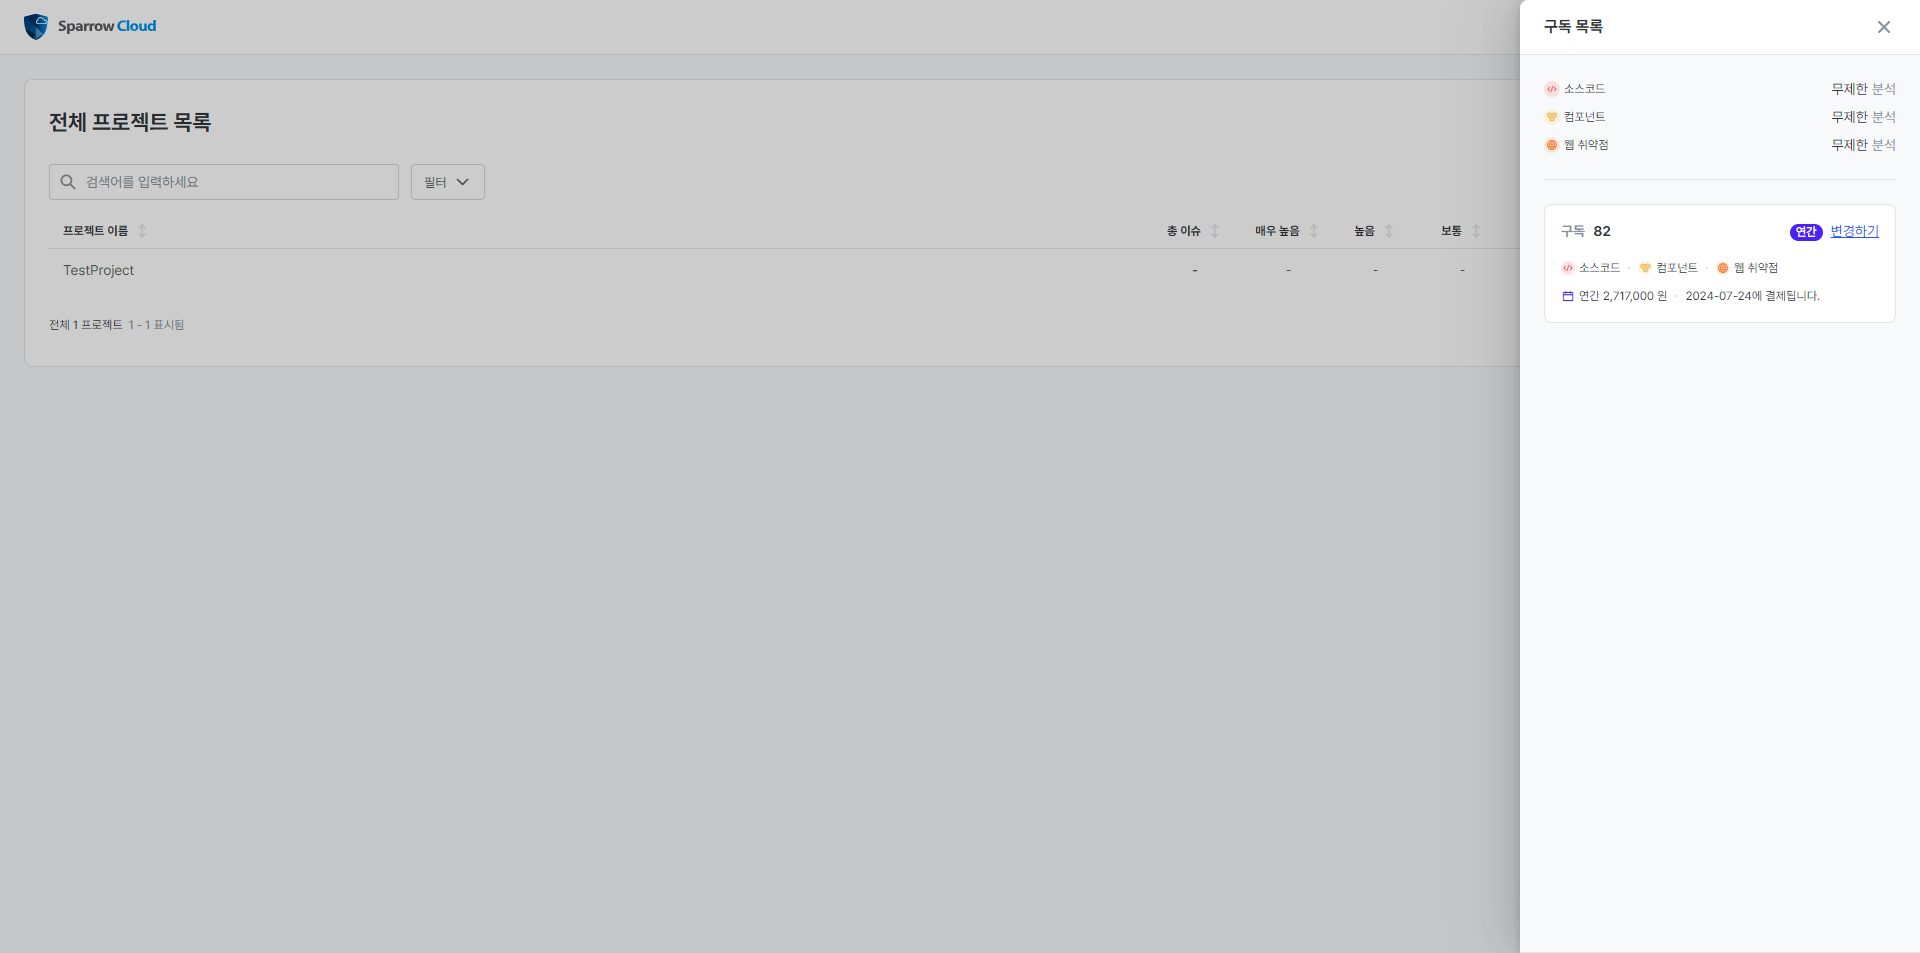 Sparrow Cloud
전체 프로젝트 목록
검색어를 입력하세요
필터
프로젝트 이름 총 이슈 매우 높음 높음 보통
TestProject - - - -
전체 1 프로젝트 1 - 1 표시됨
구독 목록
소스코드 무제한 분석
컴포넌트 무제한 분석
웹 취약점 무제한 분석
구독 82 연간 변경하기
소스코드 · 컴포넌트 · 웹 취약점
연간 2,717,000 원 · 2024-07-24에 결제됩니다.